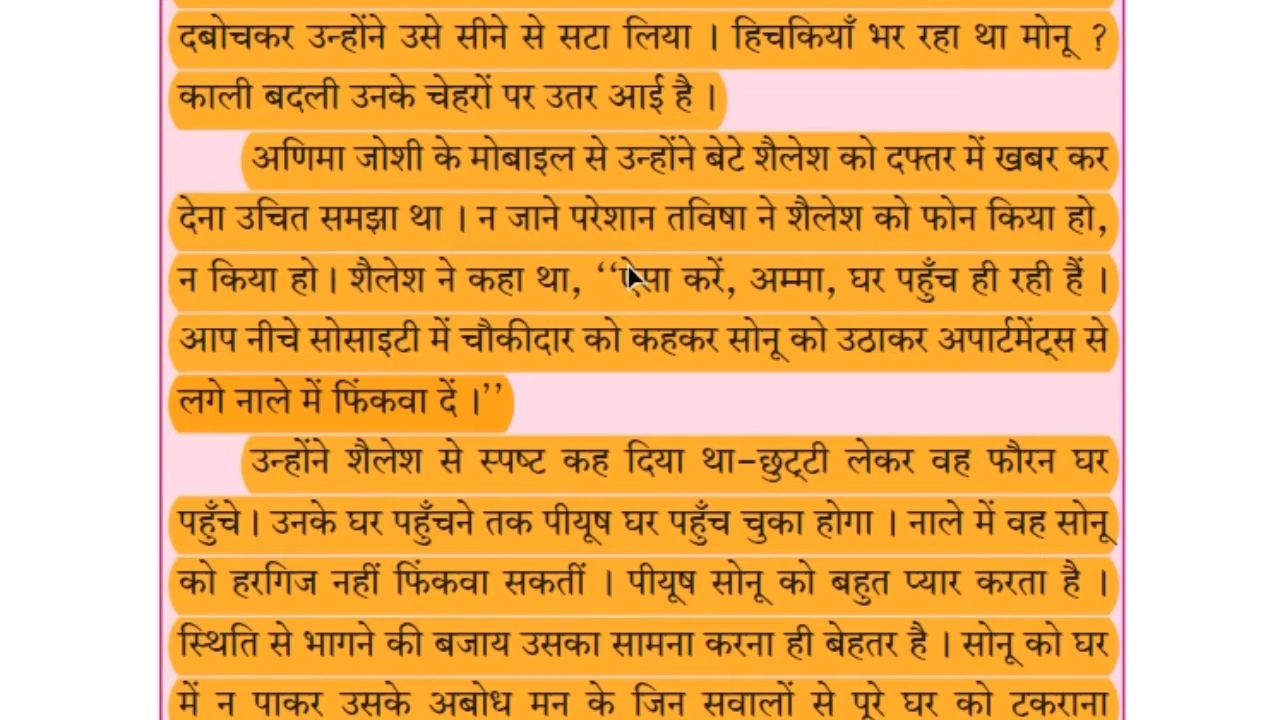 दबोचकर उन्होंने उसे सीने से सटा लिया । हिचकियाँ भर रहा था मोनू ?
काली बदली उनके चेहरों पर उतर आई है ।
अणिमा जोशी के मोबाइल से उन्होंने बेटे शैलेश को दफ्तर में खबर कर
देना उचित समझा था । न जाने परेशान तविषा ने शैलेश को फोन किया हो,
न किया हो । शैलेश ने कहा था, ‘‘ऐसा करें, अम्मा, घर पहुँच ही रही हैं ।
आप नीचे सोसाइटी में चौकीदार को कहकर सोनू को उठाकर अपार्टमेंट्स से
लगे नाले में फिंकवा दें ।’’
उन्होंने शैलेश से स्पष्ट कह दिया था-छुट्टी लेकर वह फौरन घर
पहुँचे । उनके घर पहुँचने तक पीयूष घर पहुँच चुका होगा । नाले में वह सोनू
को हरगिज नहीं फिंकवा सकतीं । पीयूष सोनू को बहुत प्यार करता है ।
स्थिति से भागने की बजाय उसका सामना करना ही बेहतर है । सोनू को घर
में न पाकर उसके अबोध मन के जिन सवालों से पूरे घर को टकराना